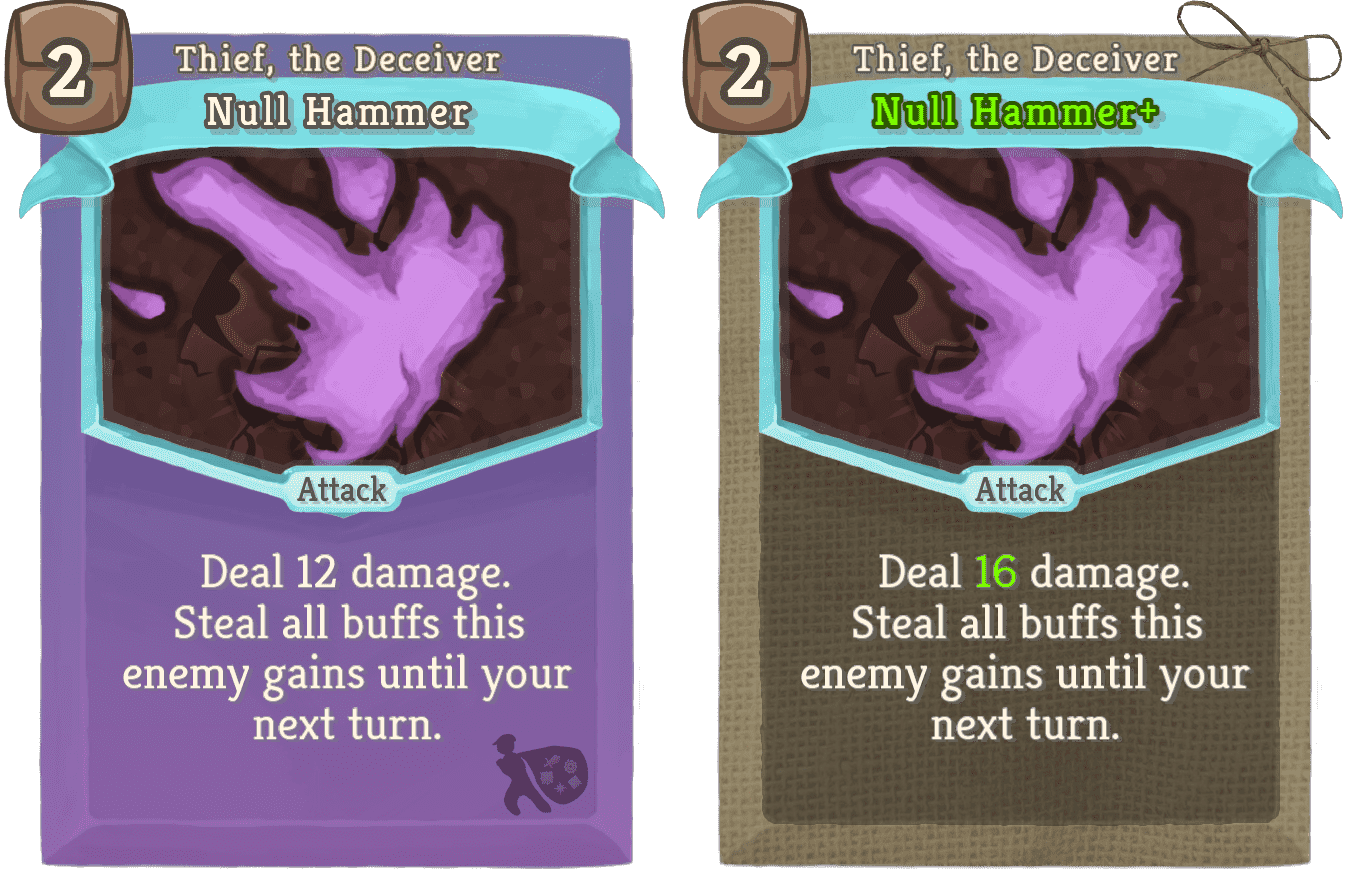 2
Thief, the Deceiver
Null Hammer
Attack
Deal 12 damage.
Steal all buffs this
enemy gains until your
next turn.
2
Thief, the Deceiver
Null Hammer+
Attack
Deal 16 damage.
Steal all buffs this
enemy gains until your
next turn.